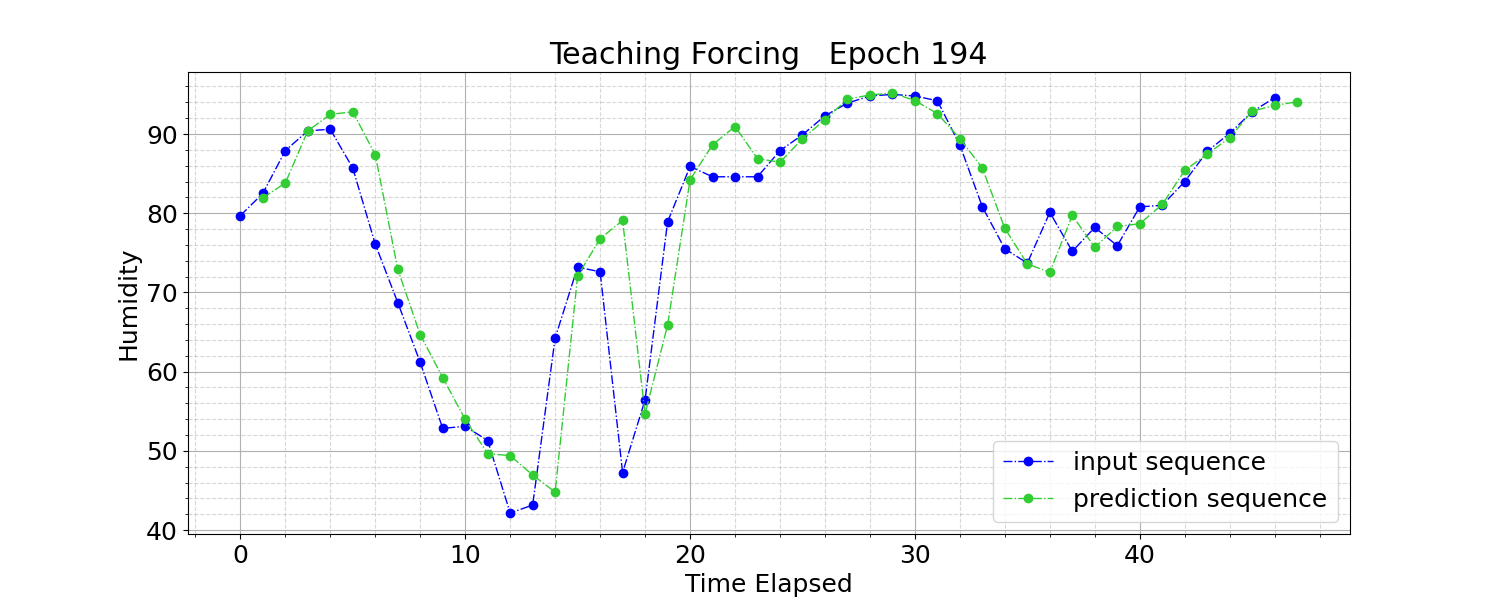 Teaching Forcing   Epoch 194
90
80
70
60
50
40
Humidity
0 10 20 30 40
Time Elapsed
input sequence
prediction sequence